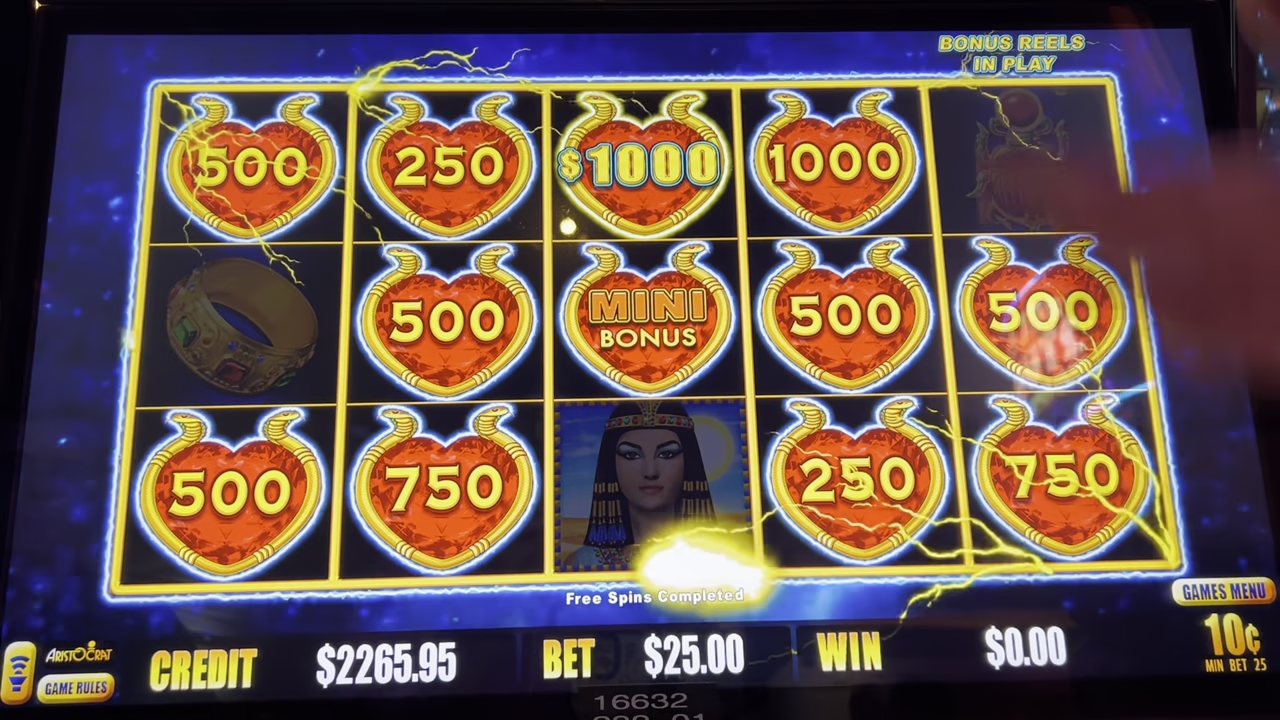 BONUS REELS
IN PLAY
500 250 $1000 1000
500 MINI BONUS 500 500
500 750 250 750
Free Spins Completed
GAMES MENU
ARISTOCRAT
GAME RULES
CREDIT $2265.95 BET $25.00 WIN $0.00
10¢
MIN BET 25
16632